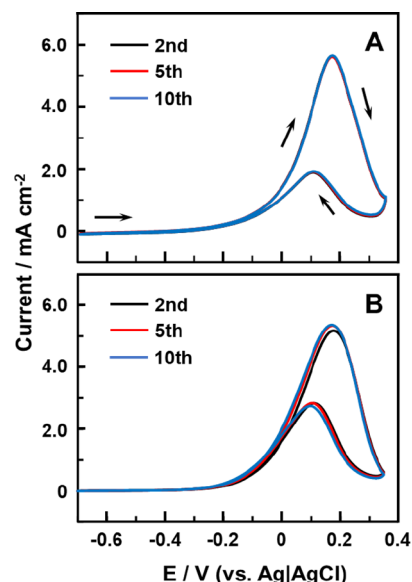 A
2nd
5th
10th
6.0
4.0
2.0
0
Current / mA cm⁻²
B
2nd
5th
10th
6.0
4.0
2.0
0
-0.6 -0.4 -0.2 0 0.2 0.4
E / V (vs. Ag|AgCl)